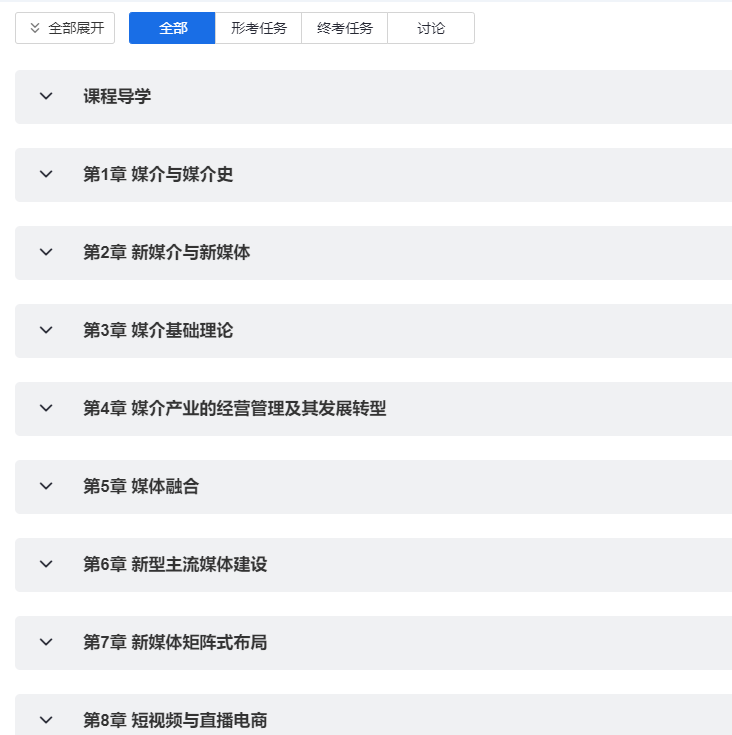 全部展开 全部 形考任务 终考任务 讨论
课程导学
第1章 媒介与媒介史
第2章 新媒介与新媒体
第3章 媒介基础理论
第4章 媒介产业的经营管理及其发展转型
第5章 媒体融合
第6章 新型主流媒体建设
第7章 新媒体矩阵式布局
第8章 短视频与直播电商